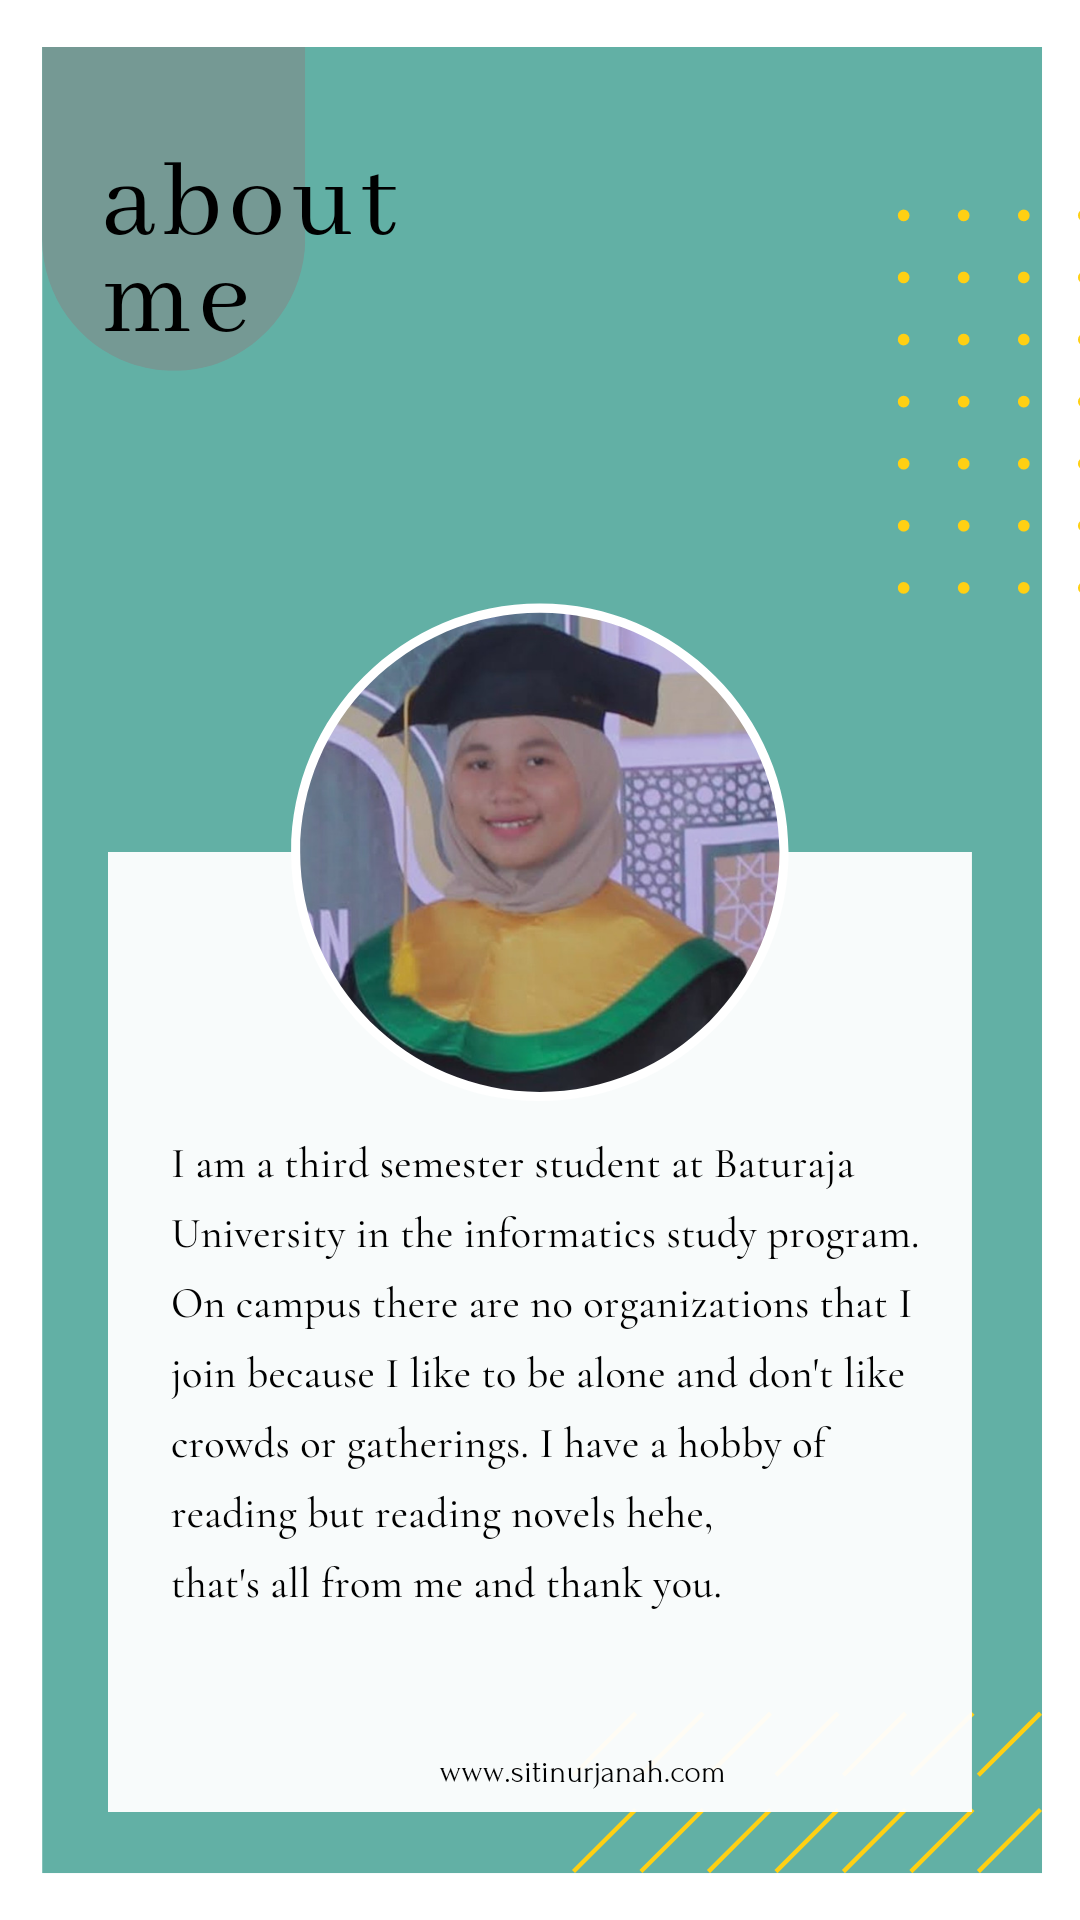 about
me
ON
I am a third semester student at Baturaja
University in the informatics study program.
On campus there are no organizations that I
join because I like to be alone and don't like
crowds or gatherings. I have a hobby of
reading but reading novels hehe,
that's all from me and thank you.
www.sitinurjanah.com